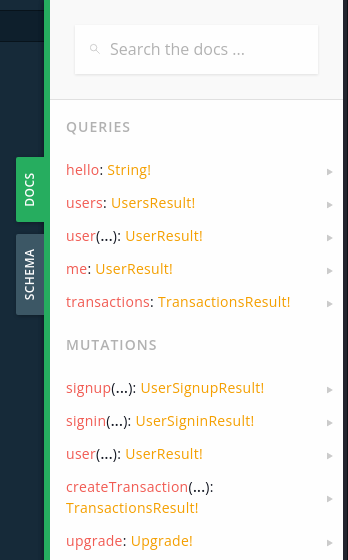 Search the docs ...
QUERIES
hello: String!
users: UsersResult!
user(...): UserResult!
me: UserResult!
transactions: TransactionsResult!
MUTATIONS
signup(...): UserSignupResult!
signin(...): UserSigninResult!
user(...): UserResult!
createTransaction(...):
TransactionsResult!
upgrade: Upgrade!
DOCS
SCHEMA